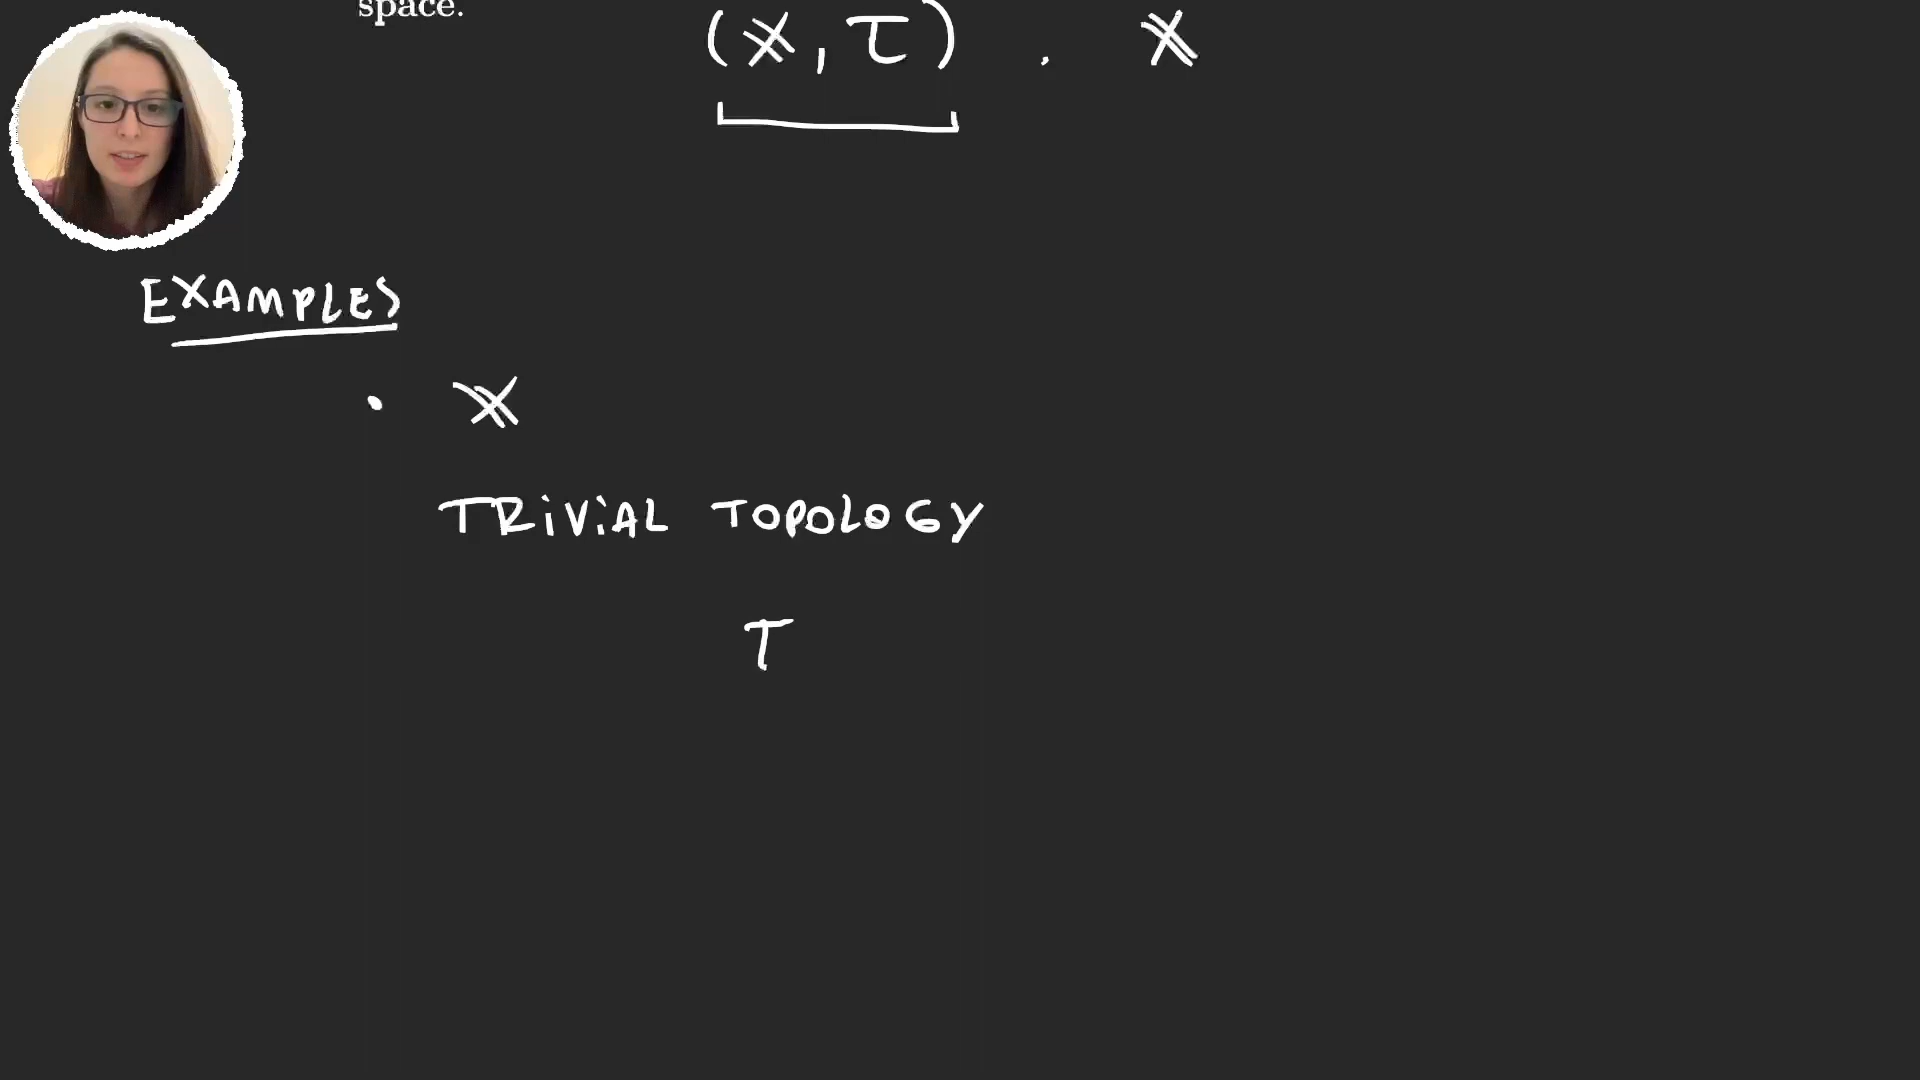 space.
(X, τ) . X
EXAMPLES
• X
TRiViAL TOPOLOGY
T